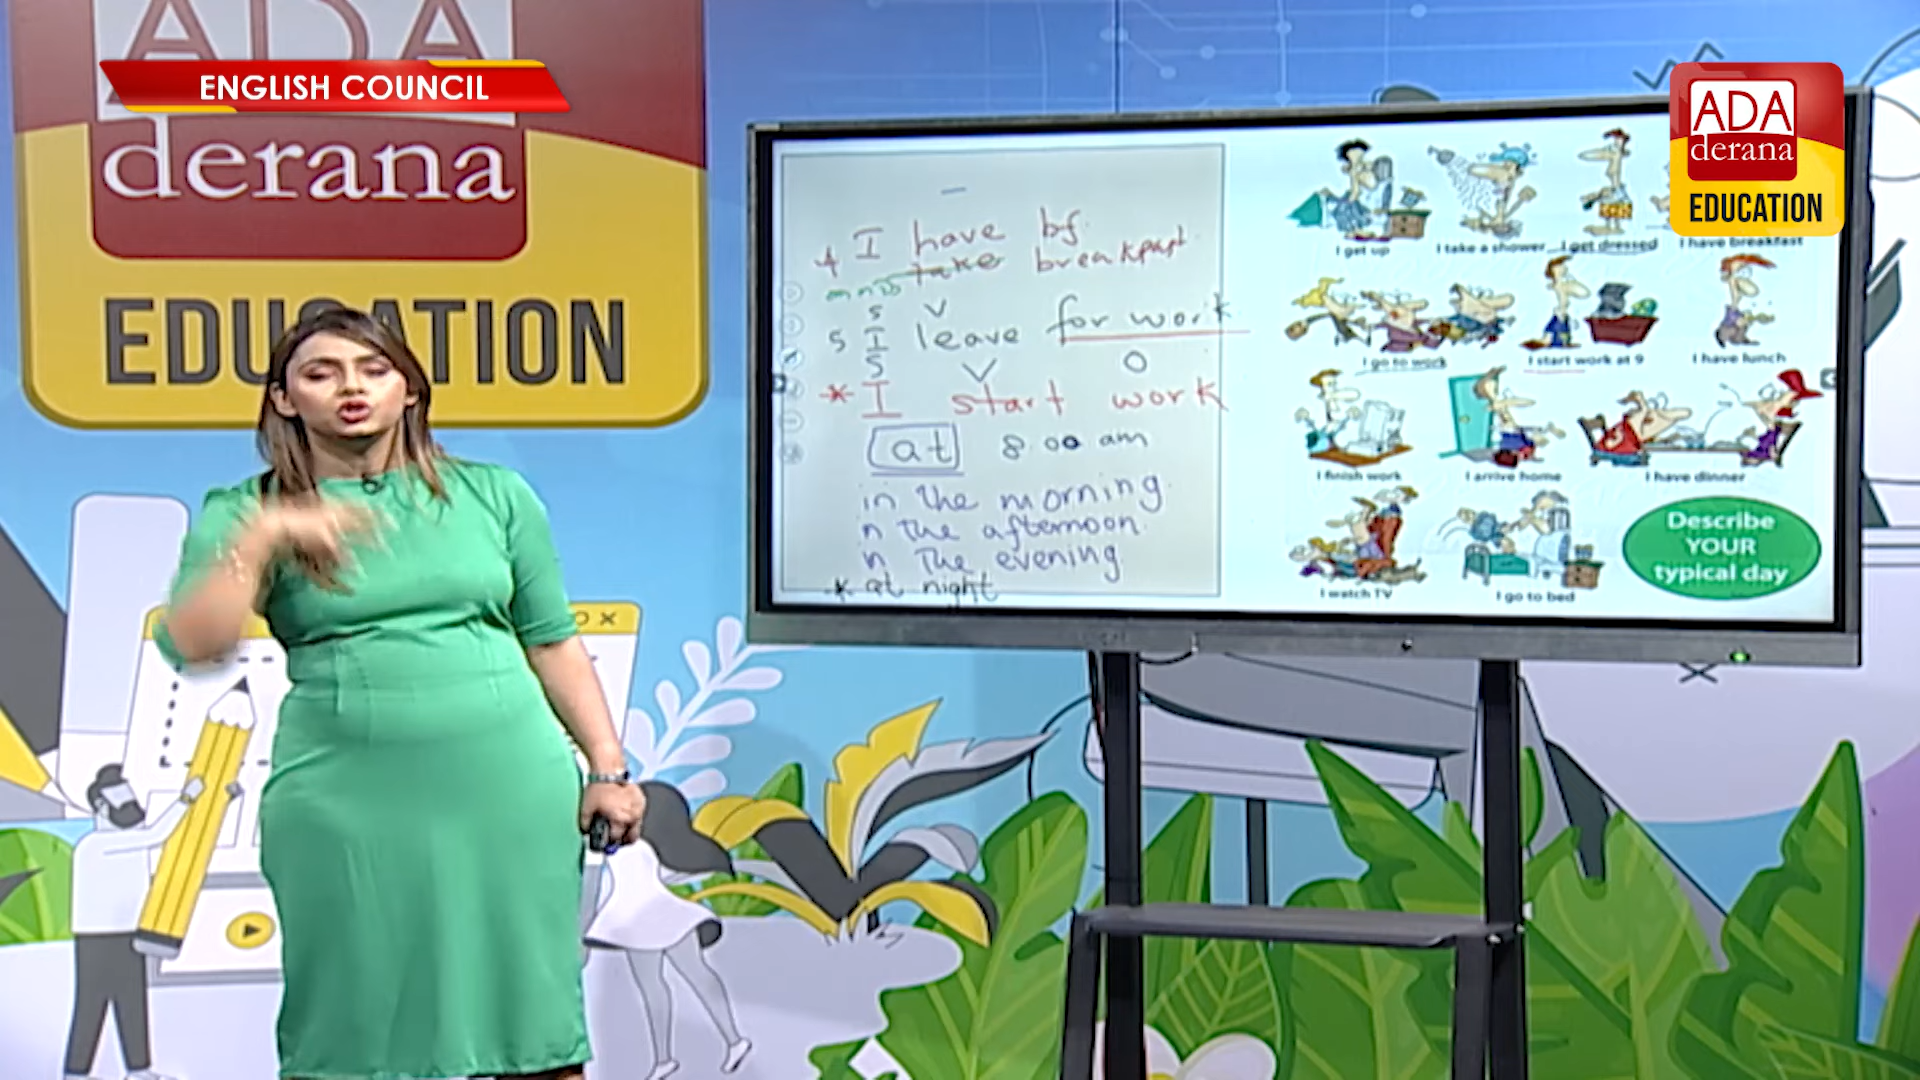 ENGLISH COUNCIL
ADA
derana
EDUCATION
ADA
derana
EDUCATION
I have bf.
take breakfast
S V
5 I leave for work
S V O
* I start work
at 8.00 am
in the morning
n the afternoon
n The evening
* at night
I get up
I take a shower
I get dressed
I have breakfast
I go to work
I start work at 9
I have lunch
I finish work
I arrive home
I have dinner
I watch TV
I go to bed
Describe
YOUR
typical day